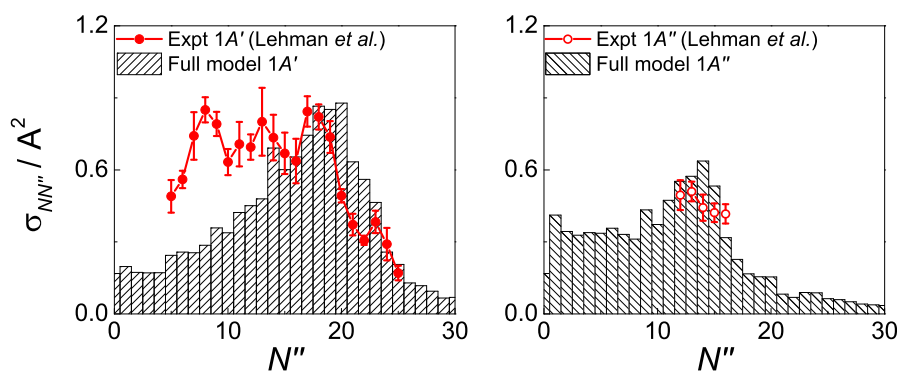 1.2
0.6
0.0
σNN″ / A²
Expt 1A′ (Lehman et al.)
Full model 1A′
0 10 20 30
N″
1.2
0.6
0.0
Expt 1A″ (Lehman et al.)
Full model 1A″
0 10 20 30
N″